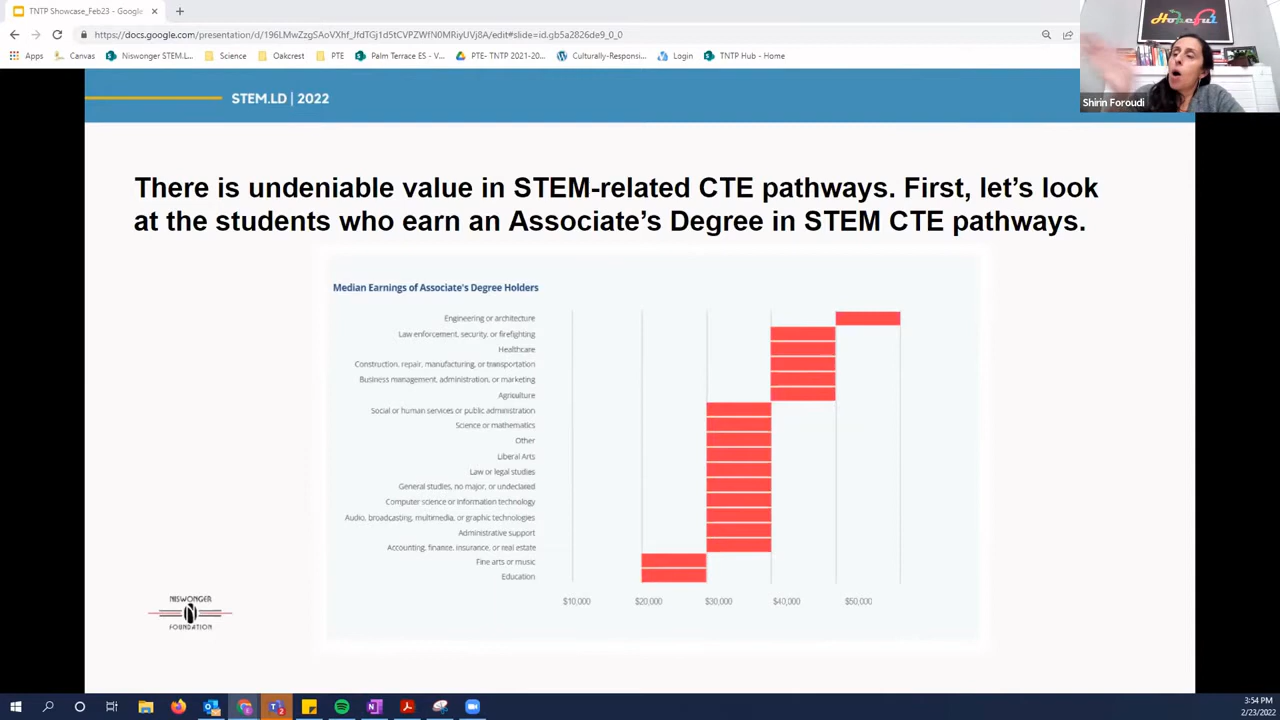 TNTP Showcase_Feb23 - Google
https://docs.google.com/presentation/d/196LMwZzgSAoVXhf_JfdTGj1d5tCVPZWfN0MRiyUVj8A/edit#slide=id.gb5a2826de9_0_0
Apps Canvas Niswonger STEM.L... Science Oakcrest PTE Palm Terrace ES - V... PTE- TNTP 2021-20... Culturally-Responsi... Login TNTP Hub - Home
Hopeful
Shirin Foroudi
STEM.LD | 2022
There is undeniable value in STEM-related CTE pathways. First, let's look
at the students who earn an Associate's Degree in STEM CTE pathways.
Median Earnings of Associate's Degree Holders
Engineering or architecture
Law enforcement, security, or firefighting
Healthcare
Construction, repair, manufacturing, or transportation
Business management, administration, or marketing
Agriculture
Social or human services or public administration
Science or mathematics
Other
Liberal Arts
Law or legal studies
General studies, no major, or undeclared
Computer science or information technology
Audio, broadcasting, multimedia, or graphic technologies
Administrative support
Accounting, finance, insurance, or real estate
Fine arts or music
Education
$10,000 $20,000 $30,000 $40,000 $50,000
NISWONGER
N
FOUNDATION
3:54 PM
2/23/2022